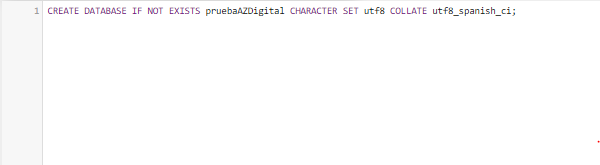 1 CREATE DATABASE IF NOT EXISTS pruebaAZDigital CHARACTER SET utf8 COLLATE utf8_spanish_ci;